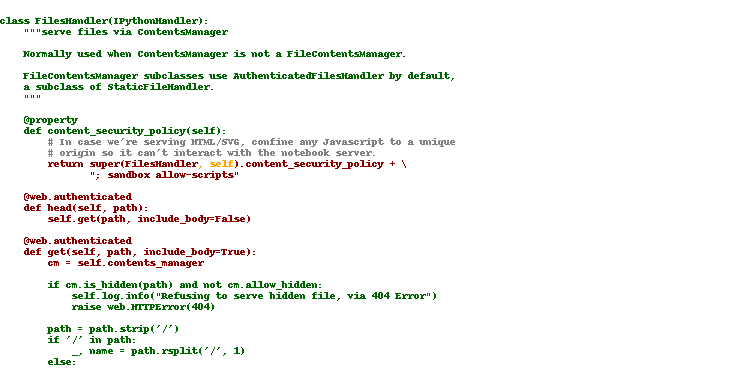 class FilesHandler(IPythonHandler):
    """serve files via ContentsManager

    Normally used when ContentsManager is not a FileContentsManager.

    FileContentsManager subclasses use AuthenticatedFilesHandler by default,
    a subclass of StaticFileHandler.
    """

    @property
    def content_security_policy(self):
        # In case we're serving HTML/SVG, confine any Javascript to a unique
        # origin so it can't interact with the notebook server.
        return super(FilesHandler, self).content_security_policy + \
               "; sandbox allow-scripts"

    @web.authenticated
    def head(self, path):
        self.get(path, include_body=False)

    @web.authenticated
    def get(self, path, include_body=True):
        cm = self.contents_manager

        if cm.is_hidden(path) and not cm.allow_hidden:
            self.log.info("Refusing to serve hidden file, via 404 Error")
            raise web.HTTPError(404)

        path = path.strip('/')
        if '/' in path:
            _, name = path.rsplit('/', 1)
        else: